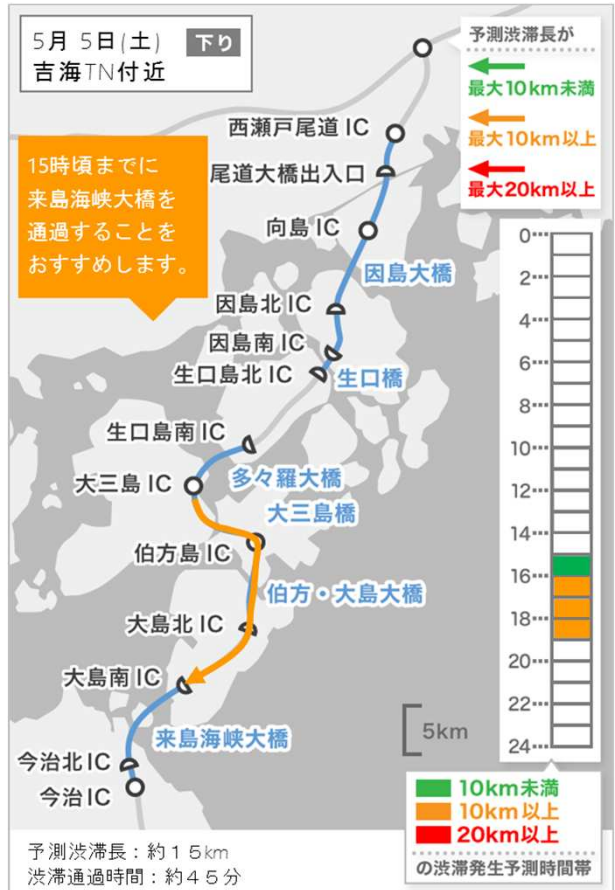 5月 5日(土) 下り
吉海TN付近
15時頃までに
来島海峡大橋を
通過することを
おすすめします。
予測渋滞長が
最大10km未満
最大10km以上
最大20km以上
西瀬戸尾道 IC
尾道大橋出入口
向島 IC
因島大橋
因島北 IC
因島南 IC
生口島北 IC
生口橋
生口島南 IC
多々羅大橋
大三島 IC
大三島橋
伯方島 IC
伯方・大島大橋
大島北 IC
大島南 IC
来島海峡大橋
今治北 IC
今治 IC
5km
0
2
4
6
8
10
12
14
16
18
20
22
24
10km未満
10km以上
20km以上
の渋滞発生予測時間帯
予測渋滞長：約１５km
渋滞通過時間：約４５分